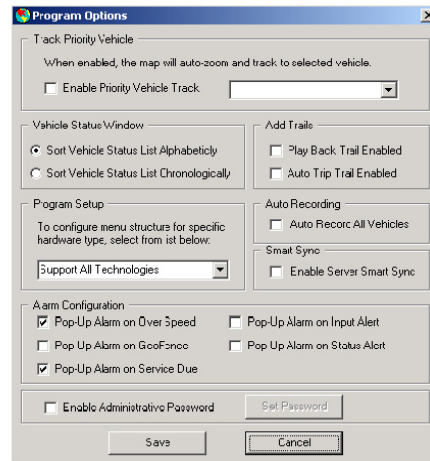 Program Options
Track Priority Vehicle
When enabled, the map will auto-zoom and track to selected vehicle.
Enable Priority Vehicle Track
Vehicle Status Window
Sort Vehicle Status List Alphabeticly
Sort Vehicle Status List Chronologically
Add Trails
Play Back Trail Enabled
Auto Trip Trail Enabled
Program Setup
To configure menu structure for specific
hardware type, select from list below:
Support All Technologies
Auto Recording
Auto Record All Vehicles
Smart Sync
Enable Server Smart Sync
Alarm Configuration
Pop-Up Alarm on Over Speed
Pop-Up Alarm on Input Alert
Pop Up Alarm on GeoFence
Pop Up Alarm on Status Alert
Pop-Up Alarm on Service Due
Enable Administrative Password
Set Password
Save
Cancel